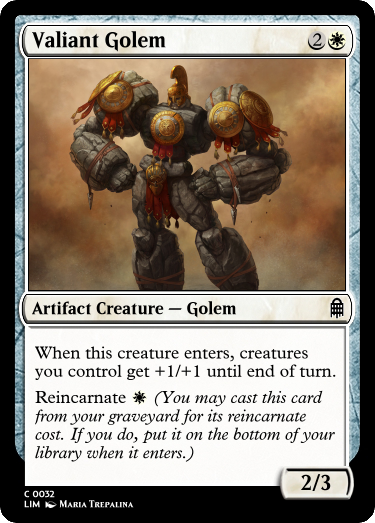 Valiant Golem 2
Artifact Creature — Golem
When this creature enters, creatures
you control get +1/+1 until end of turn.
Reincarnate (You may cast this card
from your graveyard for its reincarnate
cost. If you do, put it on the bottom of your
library when it enters.)
2/3
C 0032
LIM Maria Trepalina